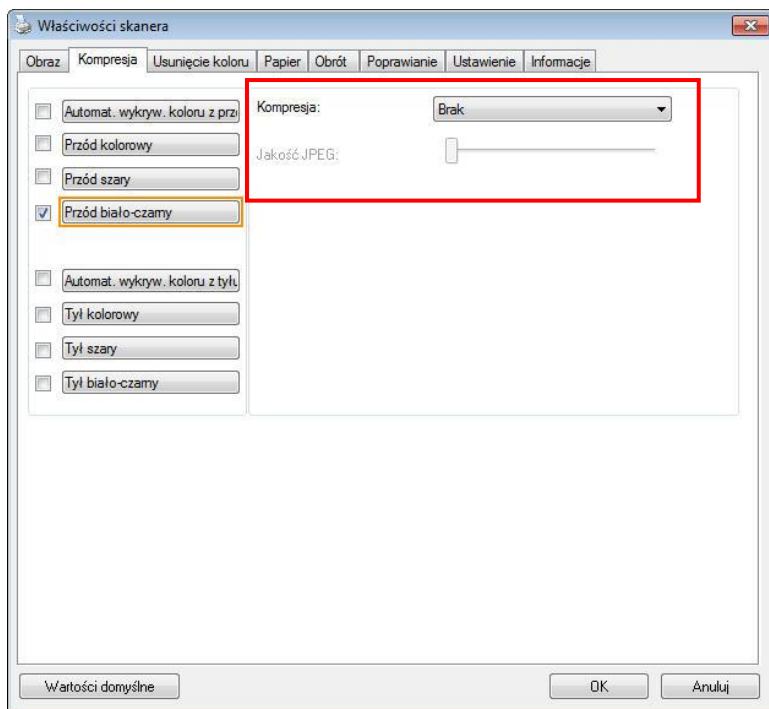 Właściwości skanera
Obraz Kompresja Usunięcie koloru Papier Obrót Poprawianie Ustawienie Informacje
Automat. wykryw. koloru z prz
Przód kolorowy
Przód szary
Przód biało-czarny
Automat. wykryw. koloru z tyłu
Tył kolorowy
Tył szary
Tył biało-czarny
Kompresja: Brak
Jakość JPEG:
Wartości domyślne OK Anuluj